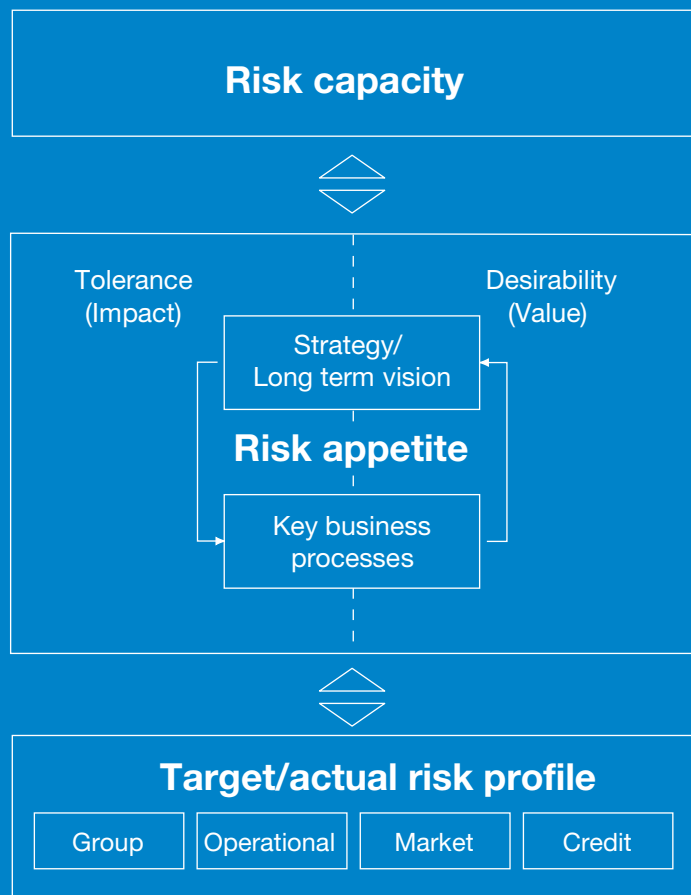 Risk capacity
Tolerance
(Impact)
Desirability
(Value)
Strategy/
Long term vision
Risk appetite
Key business
processes
Target/actual risk profile
Group
Operational
Market
Credit